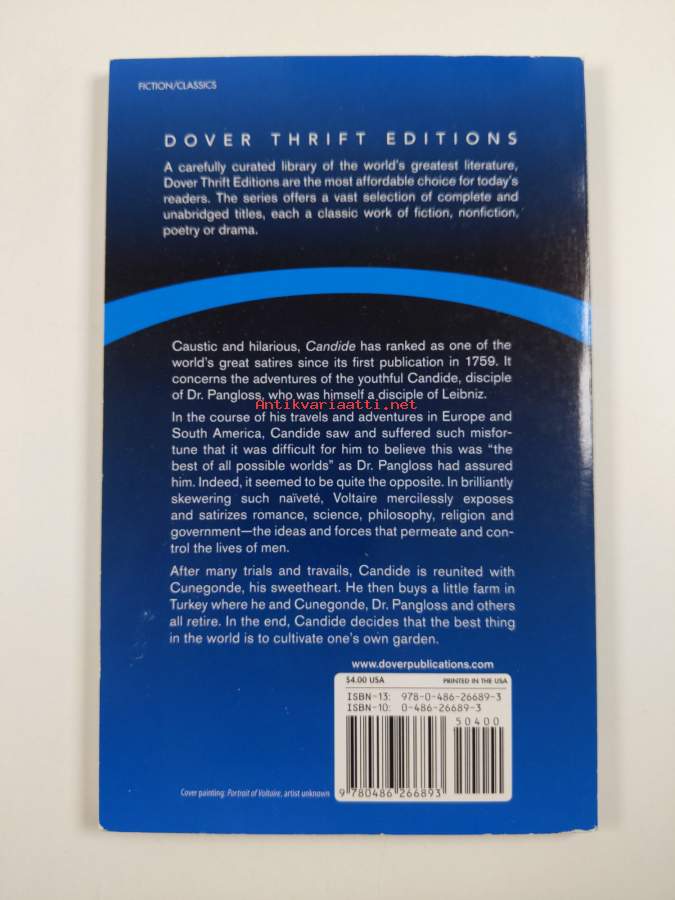 FICTION/CLASSICS
DOVER THRIFT EDITIONS
A carefully curated library of the world's greatest literature,
Dover Thrift Editions are the most affordable choice for today's
readers. The series offers a vast selection of complete and
unabridged titles, each a classic work of fiction, nonfiction,
poetry or drama.
Caustic and hilarious, Candide has ranked as one of the
world's great satires since its first publication in 1759. It
concerns the adventures of the youthful Candide, disciple
of Dr. Pangloss, who was himself a disciple of Leibniz.
Antikvariaatti.net
In the course of his travels and adventures in Europe and
South America, Candide saw and suffered such misfor-
tune that it was difficult for him to believe this was “the
best of all possible worlds” as Dr. Pangloss had assured
him. Indeed, it seemed to be quite the opposite. In brilliantly
skewering such naïveté, Voltaire mercilessly exposes
and satirizes romance, science, philosophy, religion and
government—the ideas and forces that permeate and con-
trol the lives of men.
After many trials and travails, Candide is reunited with
Cunegonde, his sweetheart. He then buys a little farm in
Turkey where he and Cunegonde, Dr. Pangloss and others
all retire. In the end, Candide decides that the best thing
in the world is to cultivate one's own garden.
www.doverpublications.com
$4.00 USA PRINTED IN THE USA
ISBN-13: 978-0-486-26689-3
ISBN-10: 0-486-26689-3
50400
Cover painting: Portrait of Voltaire, artist unknown
9 780486 266893